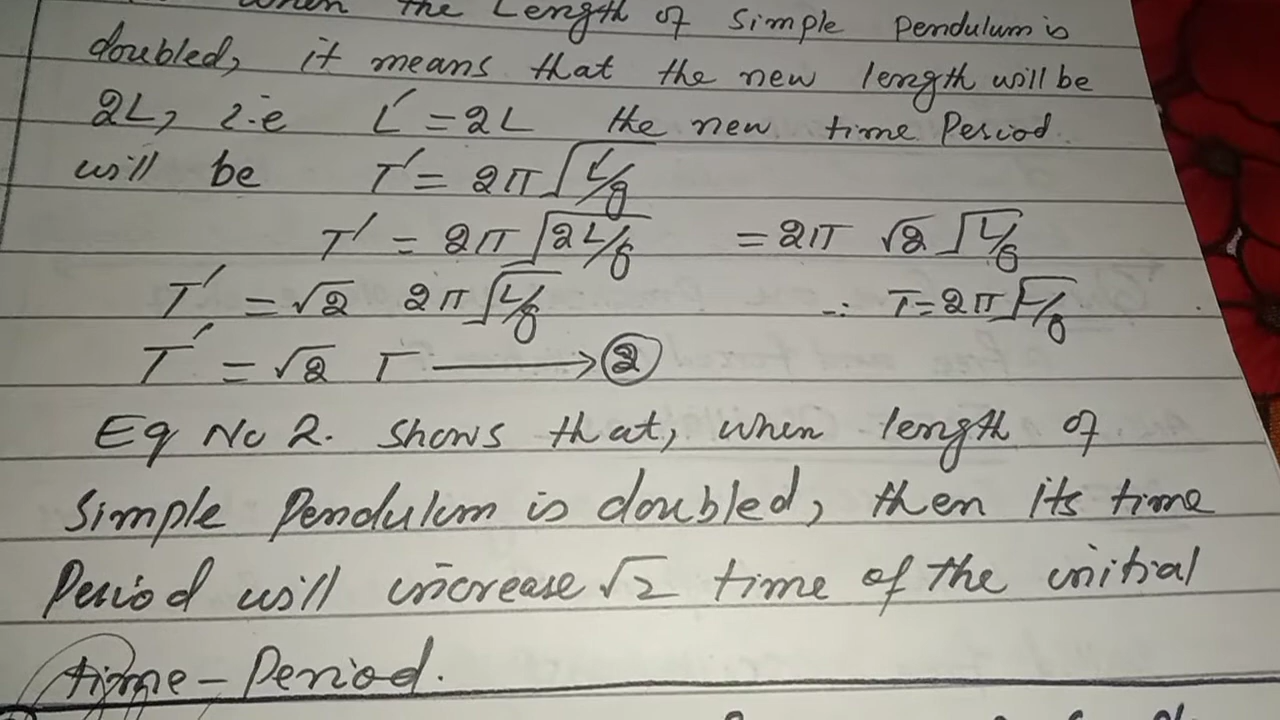 when the Length of simple pendulum is
doubled, it means that the new length will be
2L, i.e L' = 2L the new time Period
will be T' = 2π √L'/g
T' = 2π √2L/g = 2π √2 √L/g
T' = √2 2π √L/g ∴ T = 2π √L/g
T' = √2 T → ②
Eq No 2. shows that, when length of
simple Pendulum is doubled, then its time
Period will increase √2 time of the initial
time-Period.